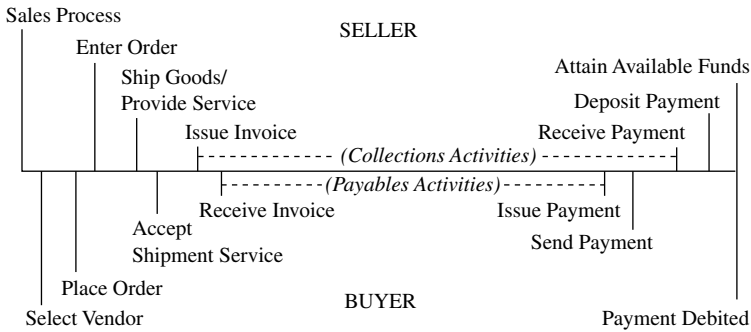 Sales Process
SELLER
Enter Order
Attain Available Funds
Ship Goods/
Provide Service
Deposit Payment
Issue Invoice
Receive Payment
(Collections Activities)
(Payables Activities)
Receive Invoice
Issue Payment
Accept
Shipment Service
Send Payment
Place Order
BUYER
Select Vendor
Payment Debited